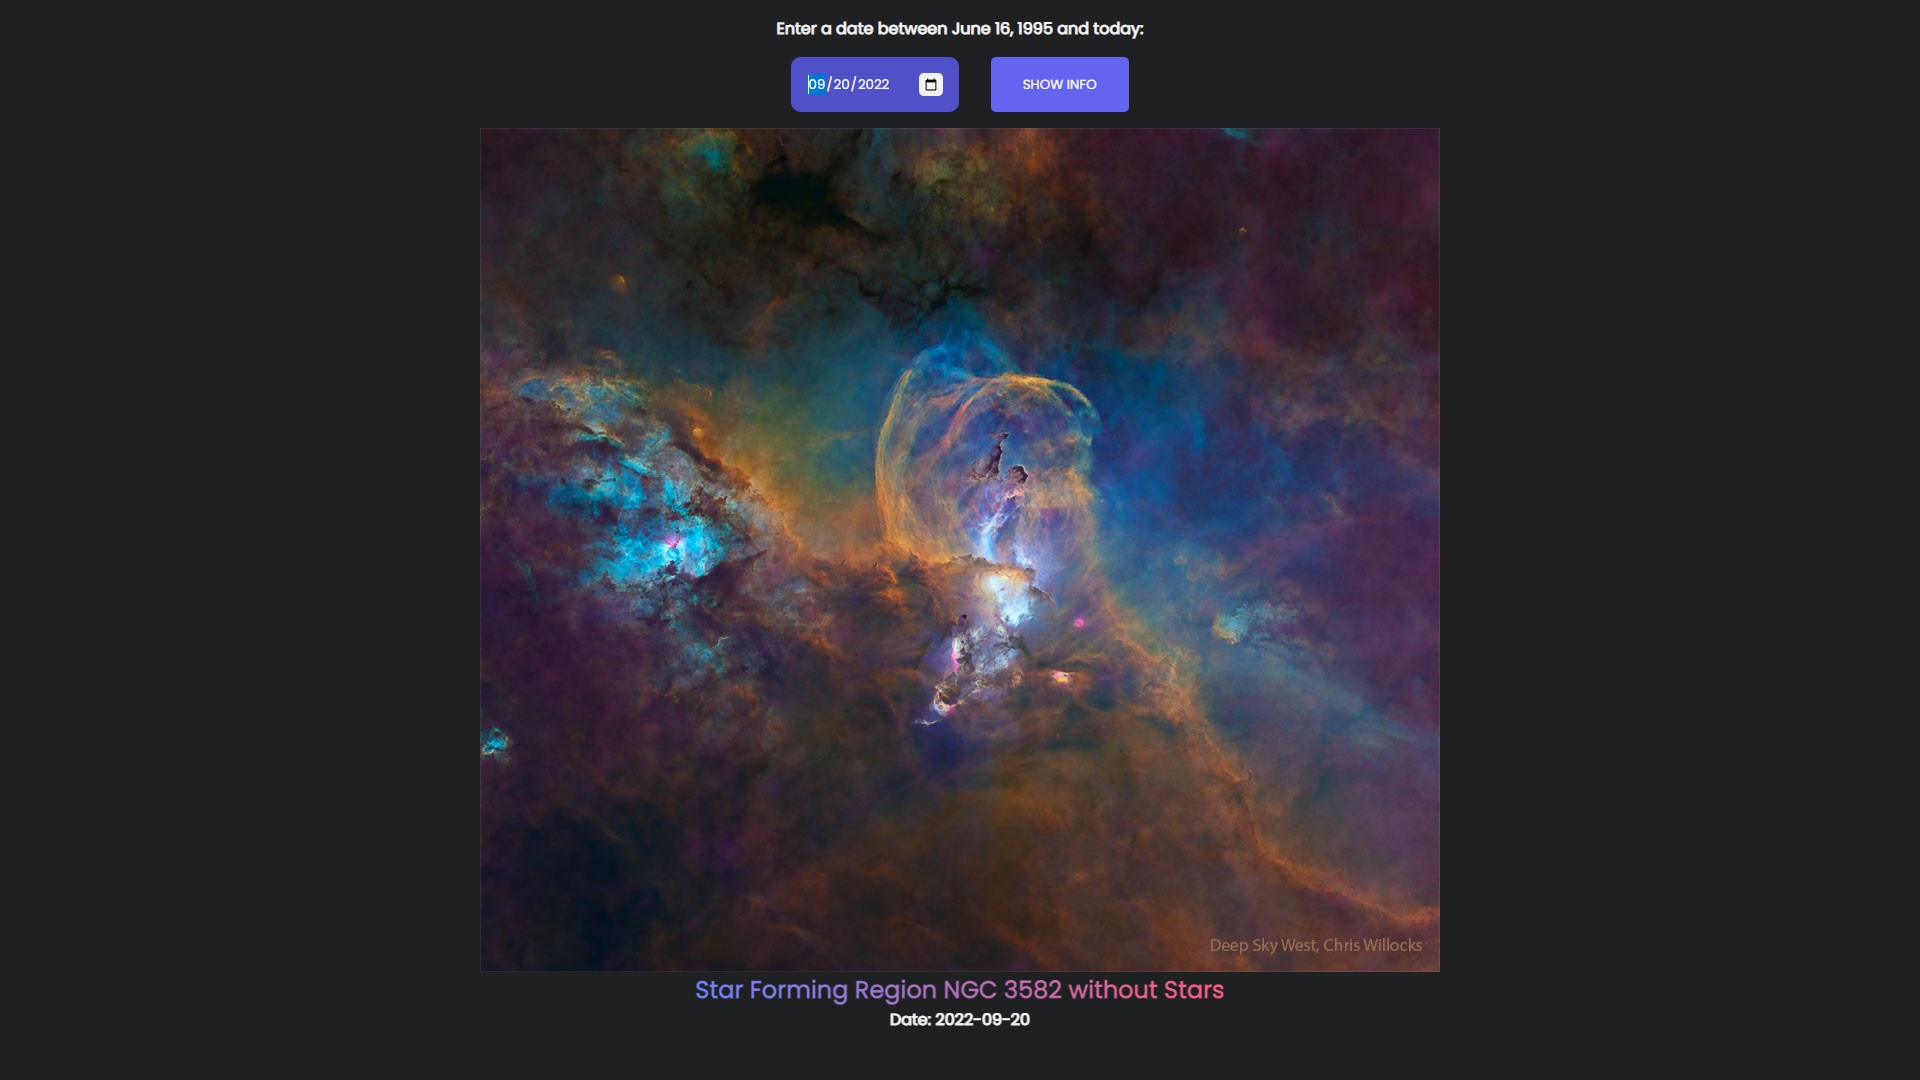 Enter a date between June 16, 1995 and today:
09/20/2022 SHOW INFO
Deep Sky West, Chris Willocks
Star Forming Region NGC 3582 without Stars
Date: 2022-09-20